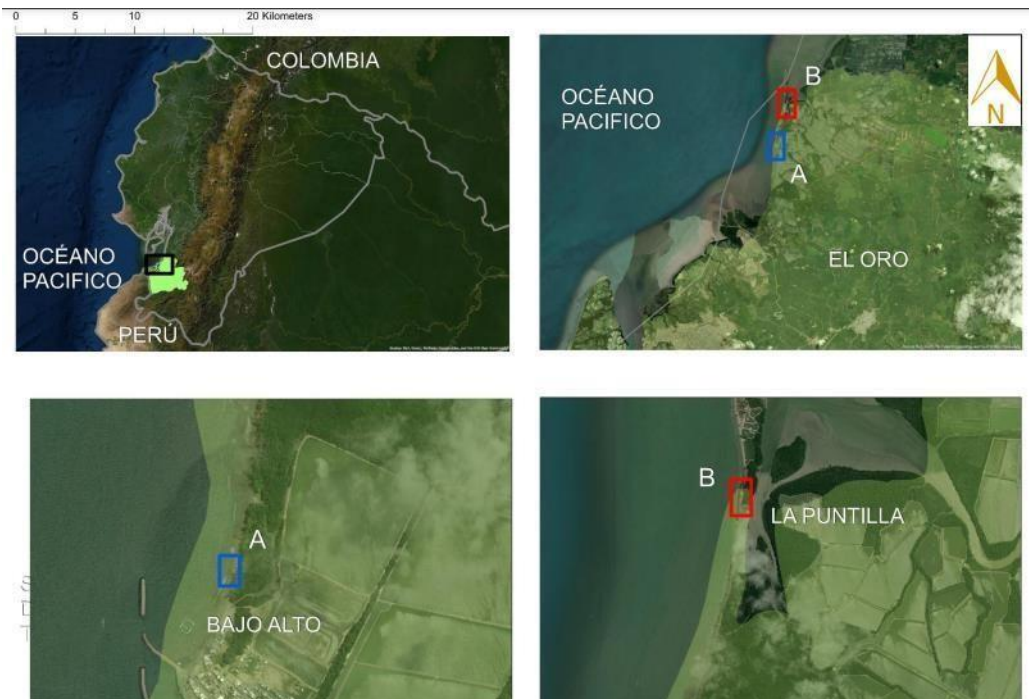 0 5 10 20 Kilometers
COLOMBIA
OCÉANO
PACIFICO
PERÚ
B
OCÉANO
PACIFICO
N
A
EL ORO
A
BAJO ALTO
B
LA PUNTILLA